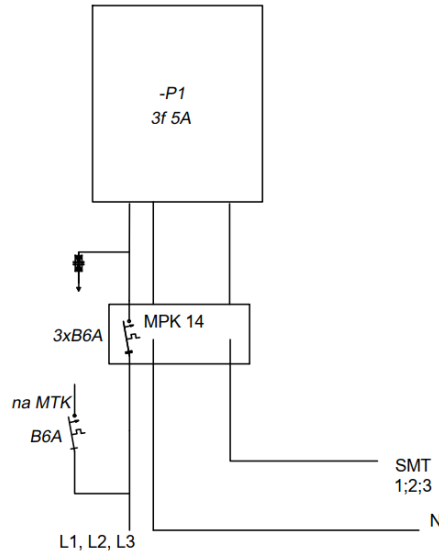 -P1
3f 5A
MPK 14
3xB6A
na MTK
B6A
SMT
1;2;3
N
L1, L2, L3